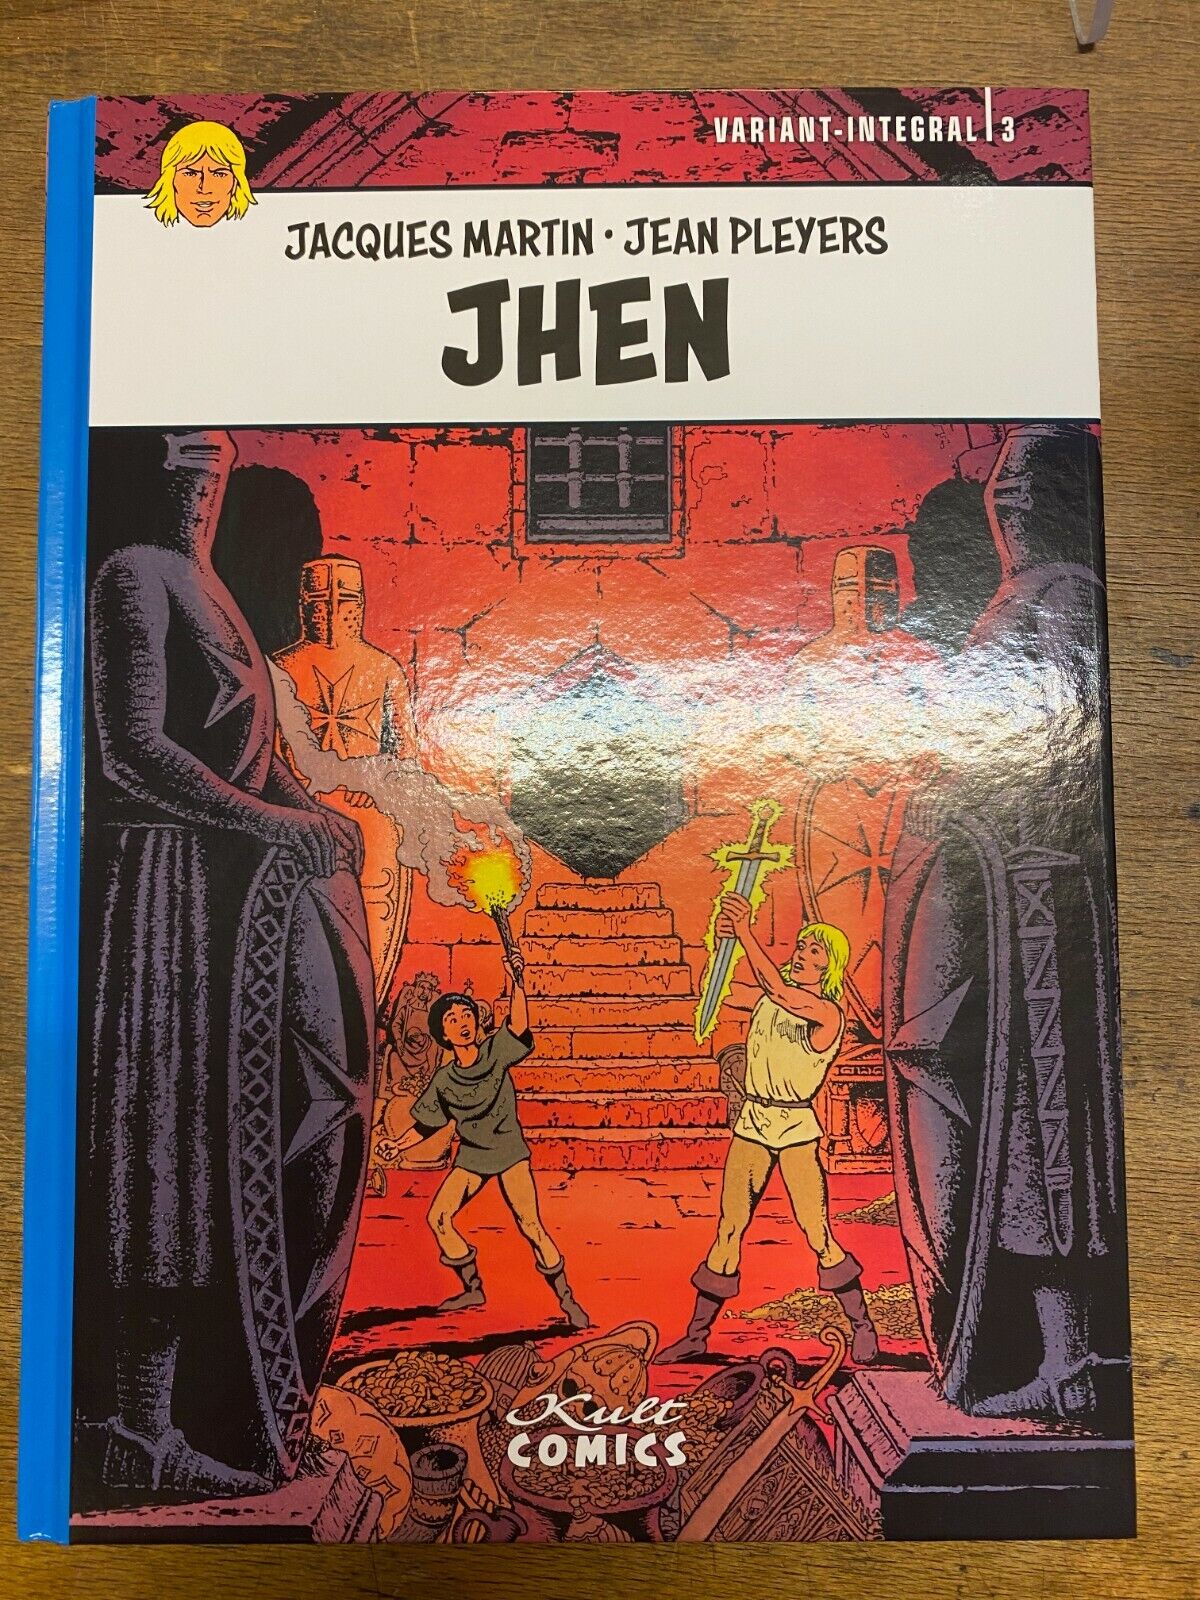 VARIANT-INTEGRAL | 3
JACQUES MARTIN • JEAN PLEYERS
JHEN
Kult
COMICS